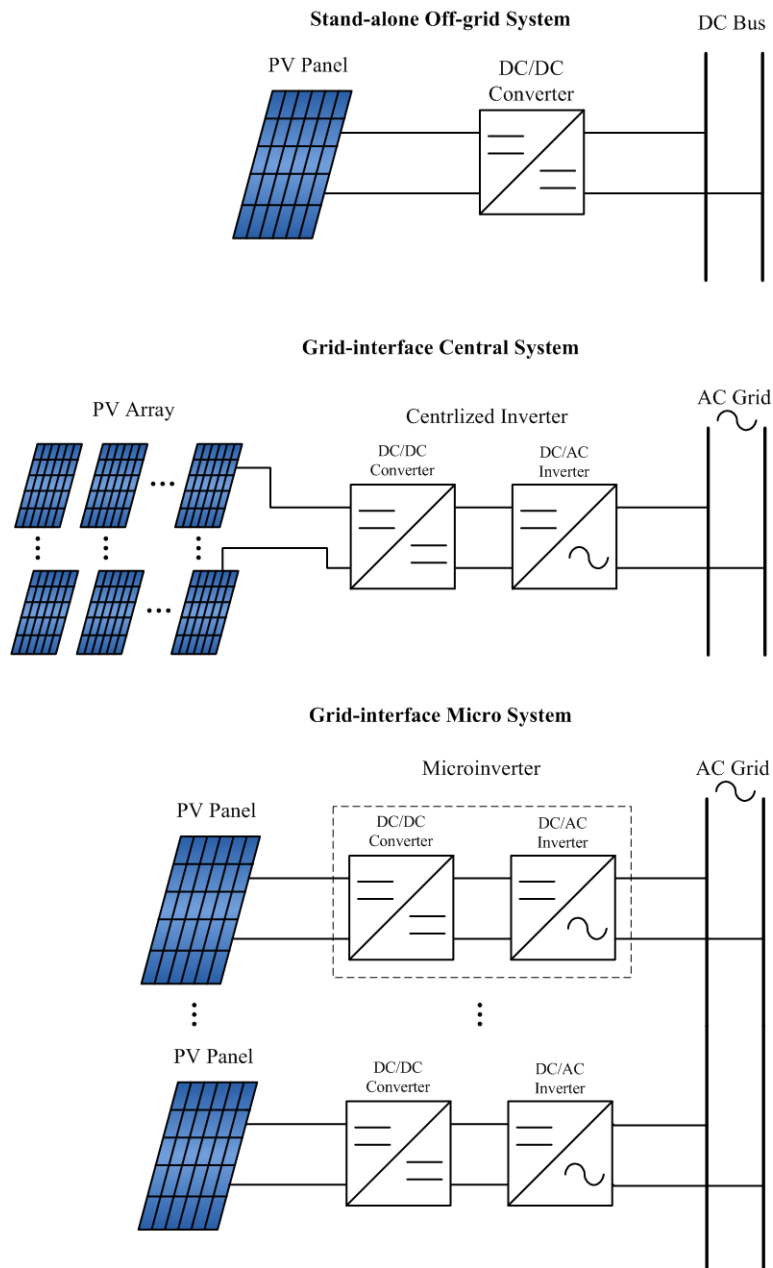 Stand-alone Off-grid System
DC Bus
PV Panel
DC/DC
Converter
Grid-interface Central System
PV Array
Centrlized Inverter
AC Grid
DC/DC
Converter
DC/AC
Inverter
Grid-interface Micro System
Microinverter
AC Grid
PV Panel
DC/DC
Converter
DC/AC
Inverter
PV Panel
DC/DC
Converter
DC/AC
Inverter